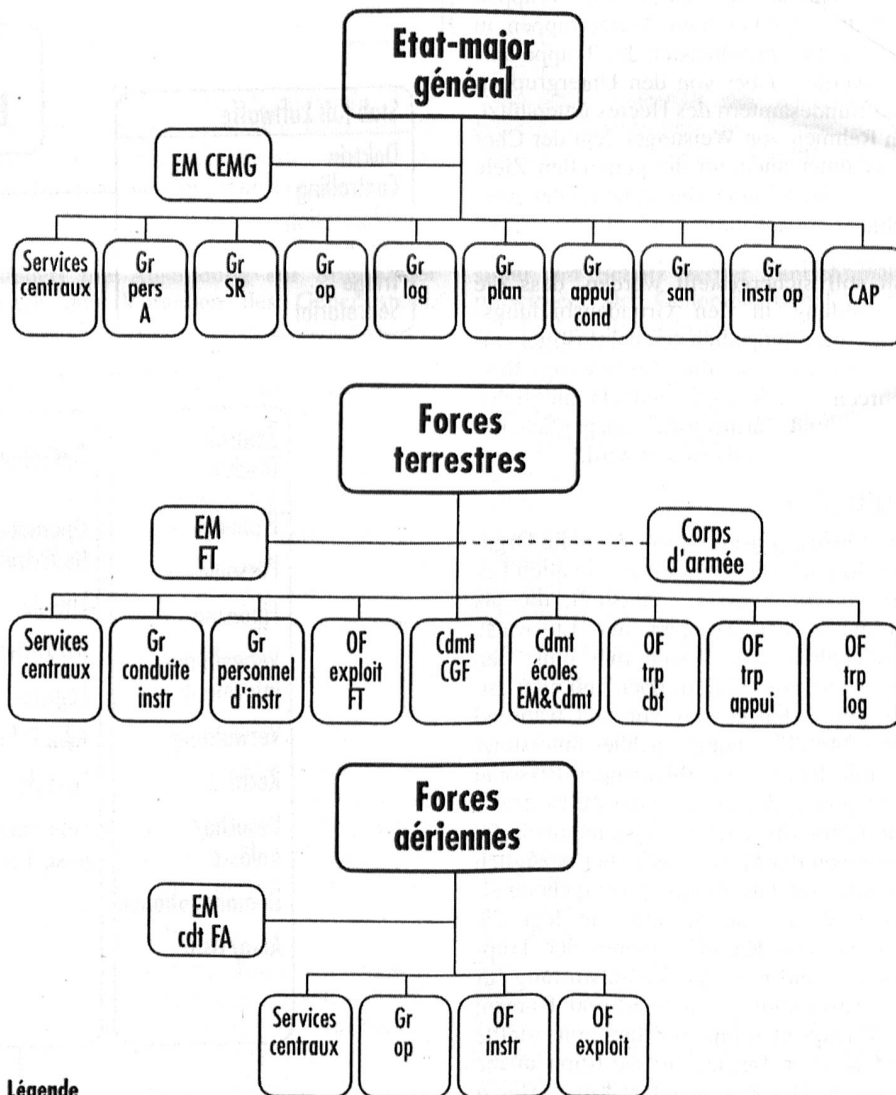 Etat-major
général
EM CEMG
Services
centraux
Gr
pers
A
Gr
SR
Gr
op
Gr
log
Gr
plan
Gr
appui
cond
Gr
san
Gr
instr op
CAP
Forces
terrestres
EM
FT
Corps
d'armée
Services
centraux
Gr
conduite
instr
Gr
personnel
d'instr
OF
exploit
FT
Cdmt
CGF
Cdmt
écoles
EM&Cdmt
OF
trp
cbt
OF
trp
appui
OF
trp
log
Forces
aériennes
EM
cdt FA
Services
centraux
Gr
op
OF
instr
OF
exploit
Légende